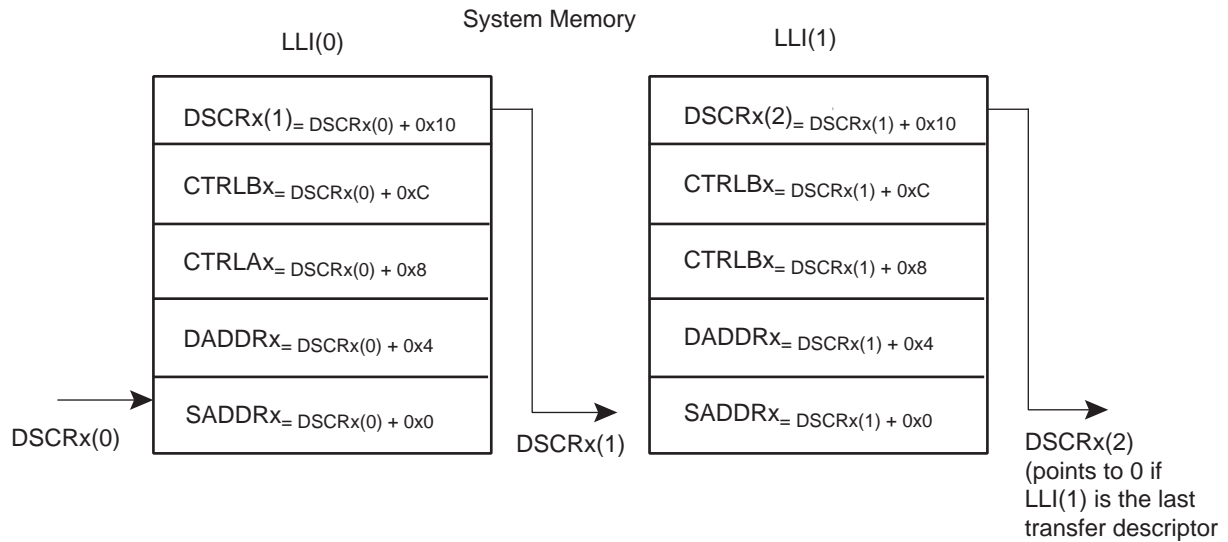 System Memory
LLI(0)
LLI(1)
DSCRx(1)= DSCRx(0) + 0x10
CTRLBx= DSCRx(0) + 0xC
CTRLAx= DSCRx(0) + 0x8
DADDRx= DSCRx(0) + 0x4
SADDRx= DSCRx(0) + 0x0
DSCRx(0)
DSCRx(1)
DSCRx(2)= DSCRx(1) + 0x10
CTRLBx= DSCRx(1) + 0xC
CTRLBx= DSCRx(1) + 0x8
DADDRx= DSCRx(1) + 0x4
SADDRx= DSCRx(1) + 0x0
DSCRx(2)
(points to 0 if
LLI(1) is the last
transfer descriptor